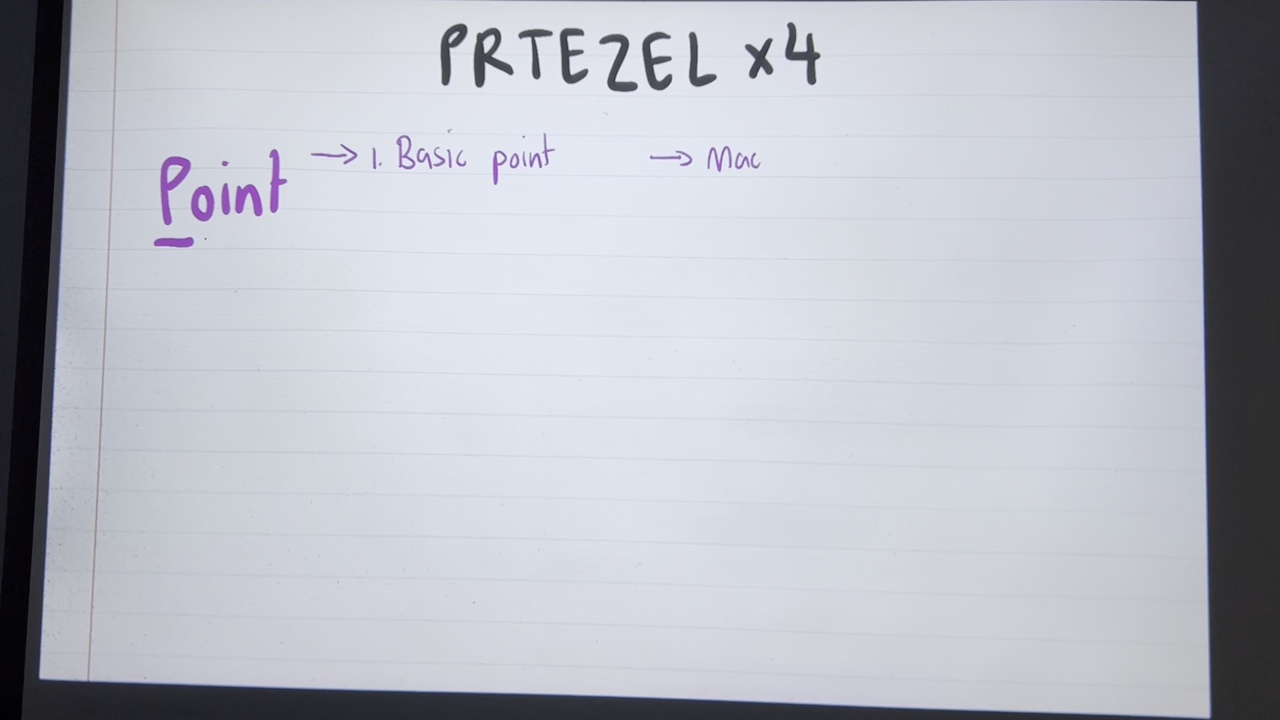 PRTEZEL x4
Point → 1. Basic point → Mac